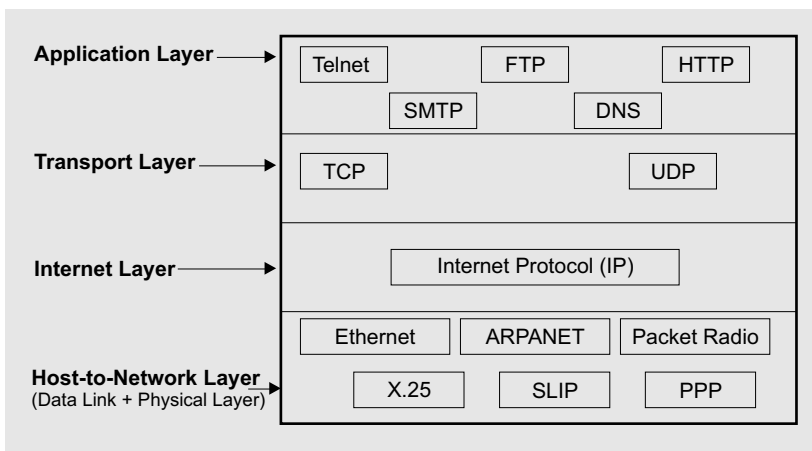 Application Layer
Telnet FTP HTTP
SMTP DNS
Transport Layer
TCP UDP
Internet Layer
Internet Protocol (IP)
Ethernet ARPANET Packet Radio
Host-to-Network Layer
(Data Link + Physical Layer)
X.25 SLIP PPP